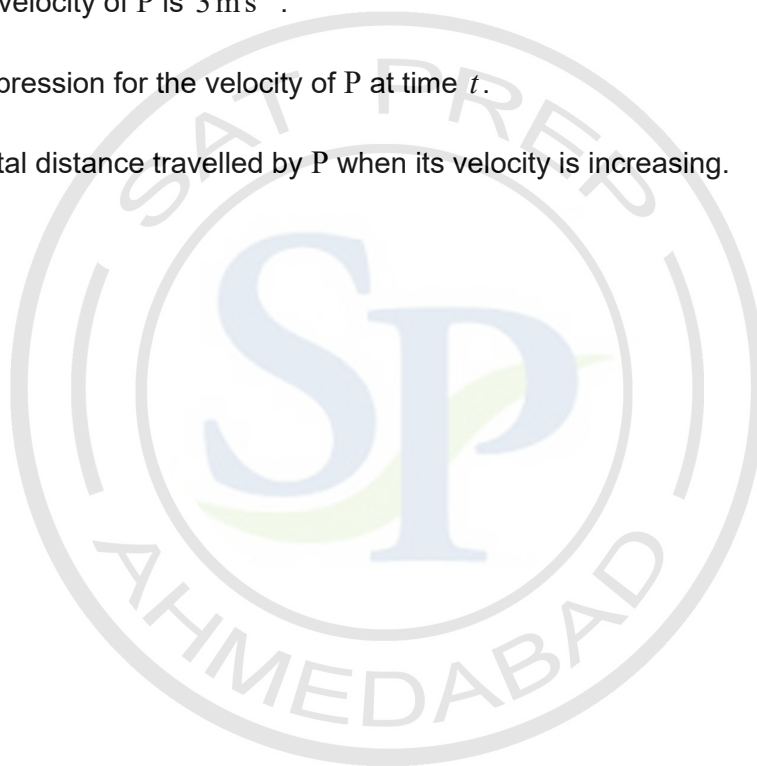 velocity of P is 3 m s .
pression for the velocity of P at time t.
tal distance travelled by P when its velocity is increasing.
SAT PREP
SP
AHMEDABAD